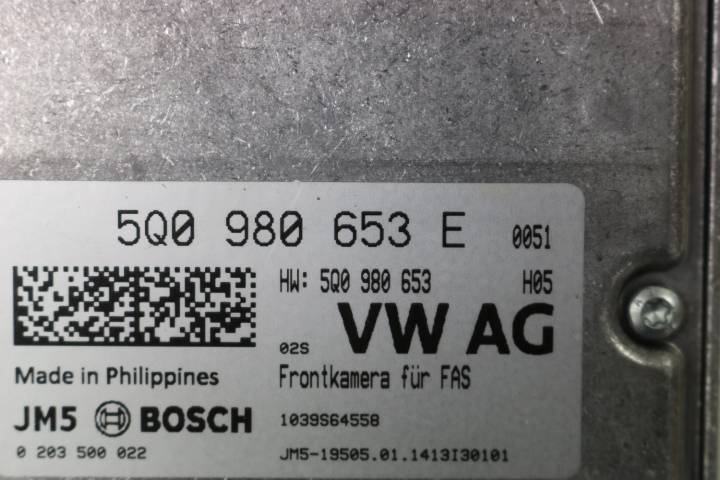 5Q0 980 653 E 0051
HW: 5Q0 980 653 H05
02S VW AG
Made in Philippines Frontkamera für FAS
JM5 BOSCH 1039S64558
0 203 500 022 JM5-19505.01.1413I30101